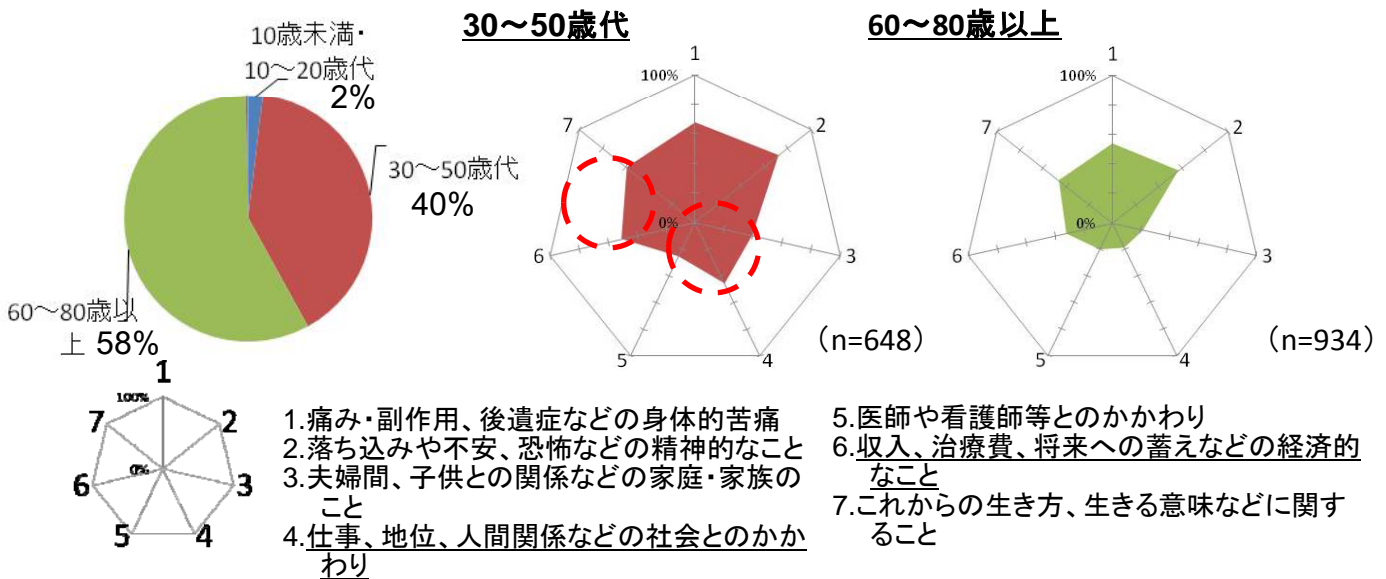 10歳未満・
10～20歳代
2%
30～50歳代
40%
60～80歳以
上 58%
30～50歳代
1
100%
2
7
0%
6
3
5
4
（n=648）
60～80歳以上
1
100%
2
7
0%
6
3
5
4
（n=934）
1
100%
7
2
0%
6
3
5
4
1.痛み・副作用、後遺症などの身体的苦痛
2.落ち込みや不安、恐怖などの精神的なこと
3.夫婦間、子供との関係などの家庭・家族の
こと
4.仕事、地位、人間関係などの社会とのかか
わり
5.医師や看護師等とのかかわり
6.収入、治療費、将来への蓄えなどの経済的
なこと
7.これからの生き方、生きる意味などに関す
ること